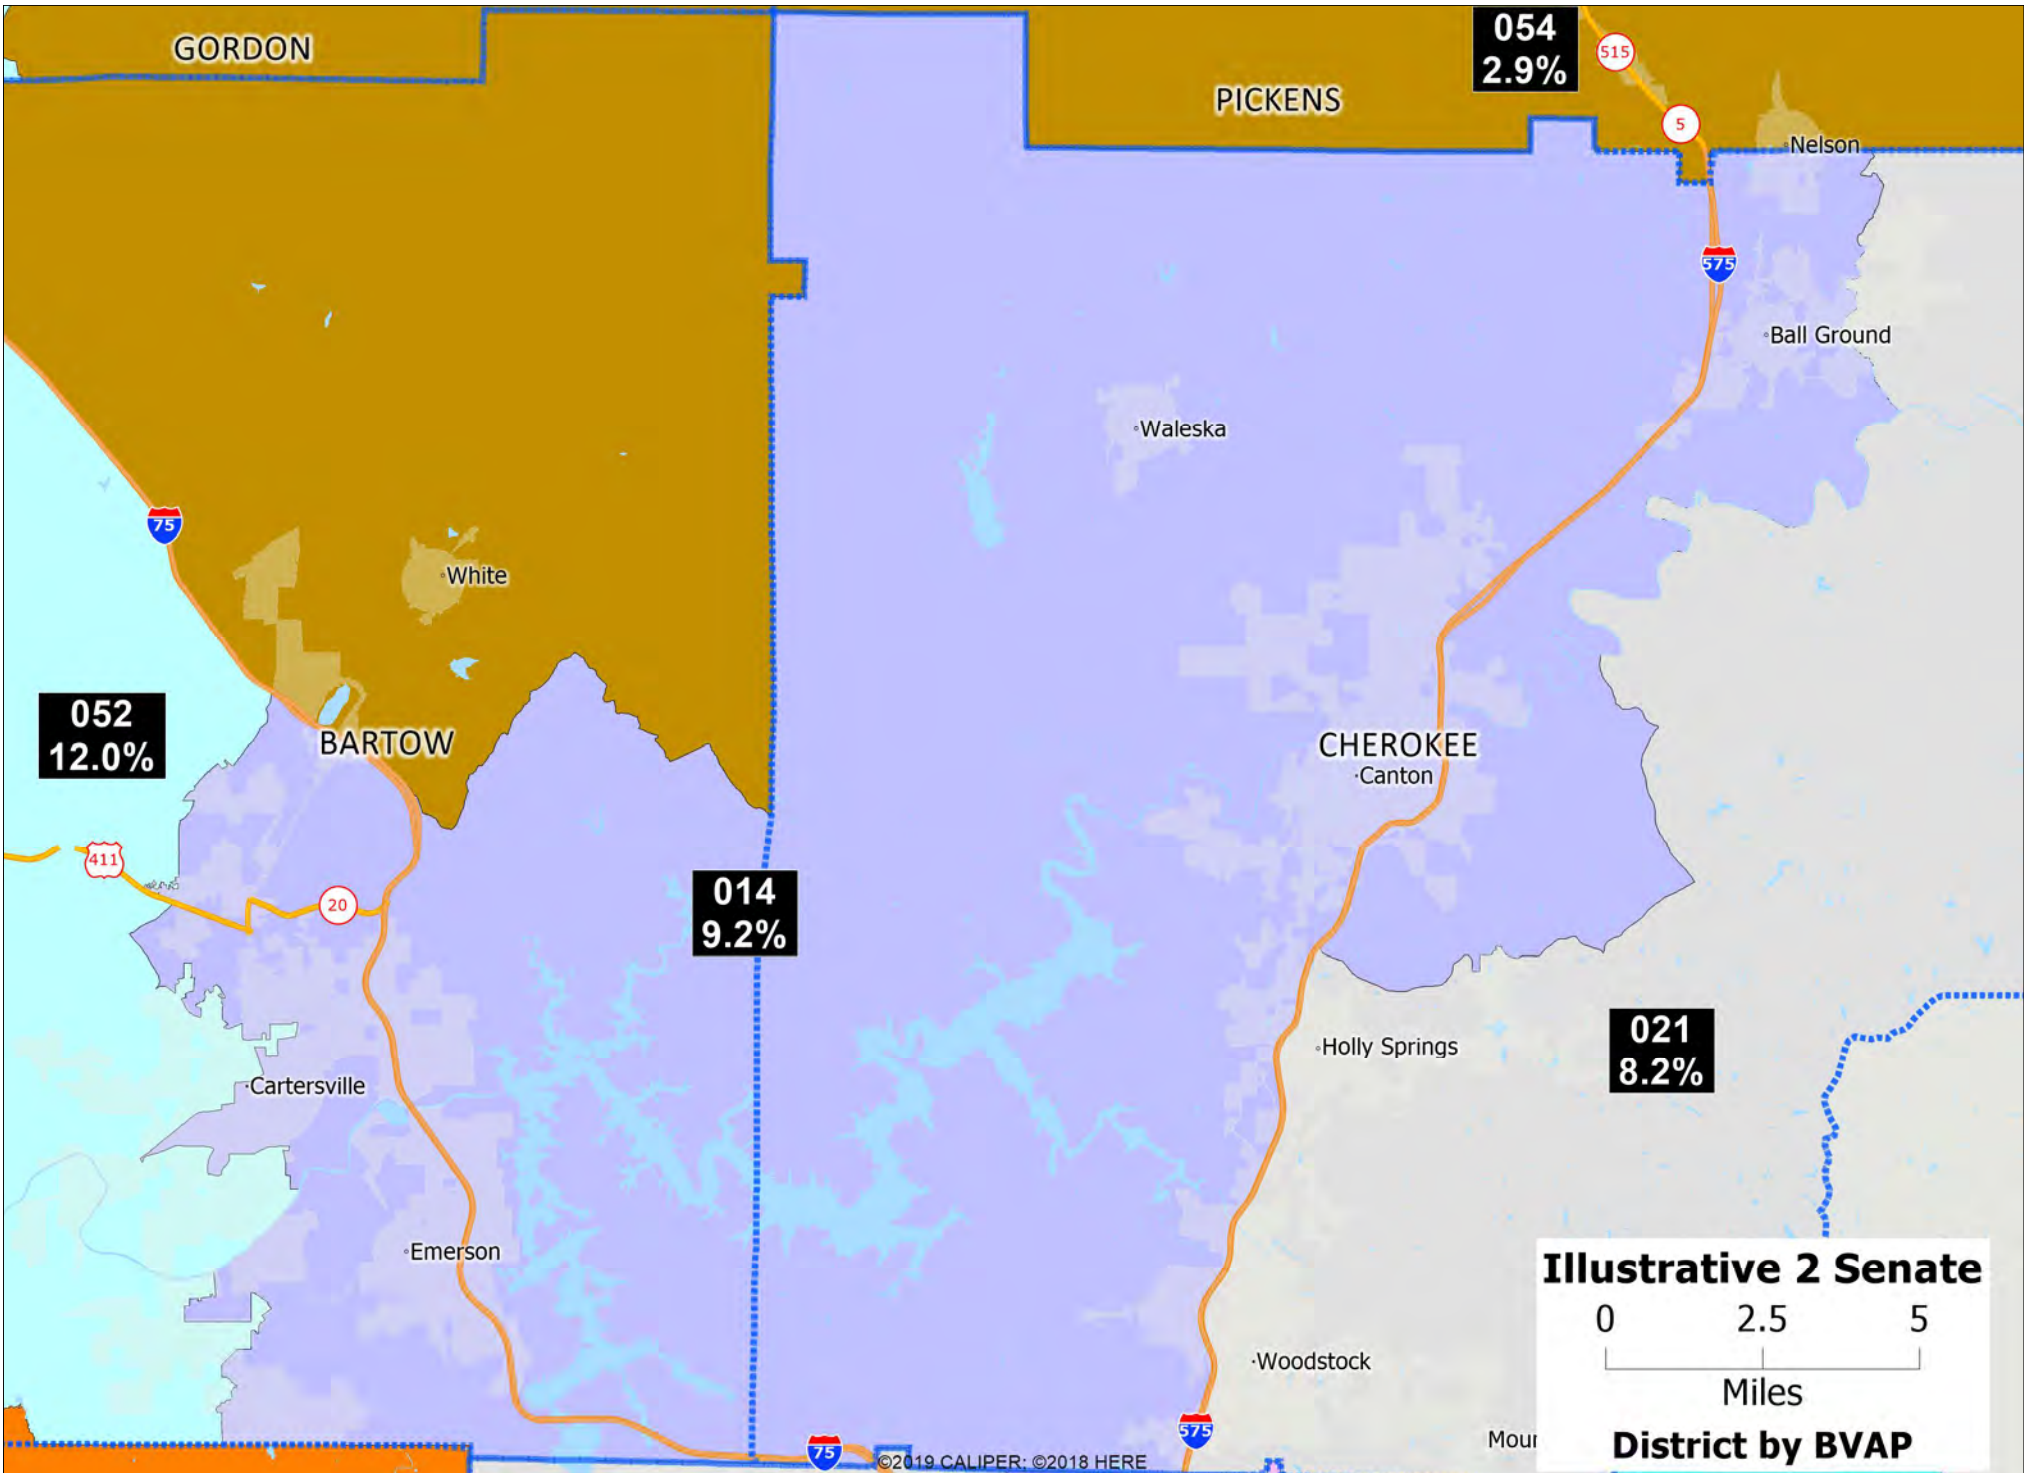 GORDON
054
2.9%
515
PICKENS
5
Nelson
575
Ball Ground
Waleska
75
White
052
12.0%
BARTOW
CHEROKEE
Canton
411
20
014
9.2%
021
8.2%
Holly Springs
Cartersville
Emerson
Woodstock
Illustrative 2 Senate
0 2.5 5
Miles
District by BVAP
575
75
Moun
©2019 CALIPER; ©2018 HERE